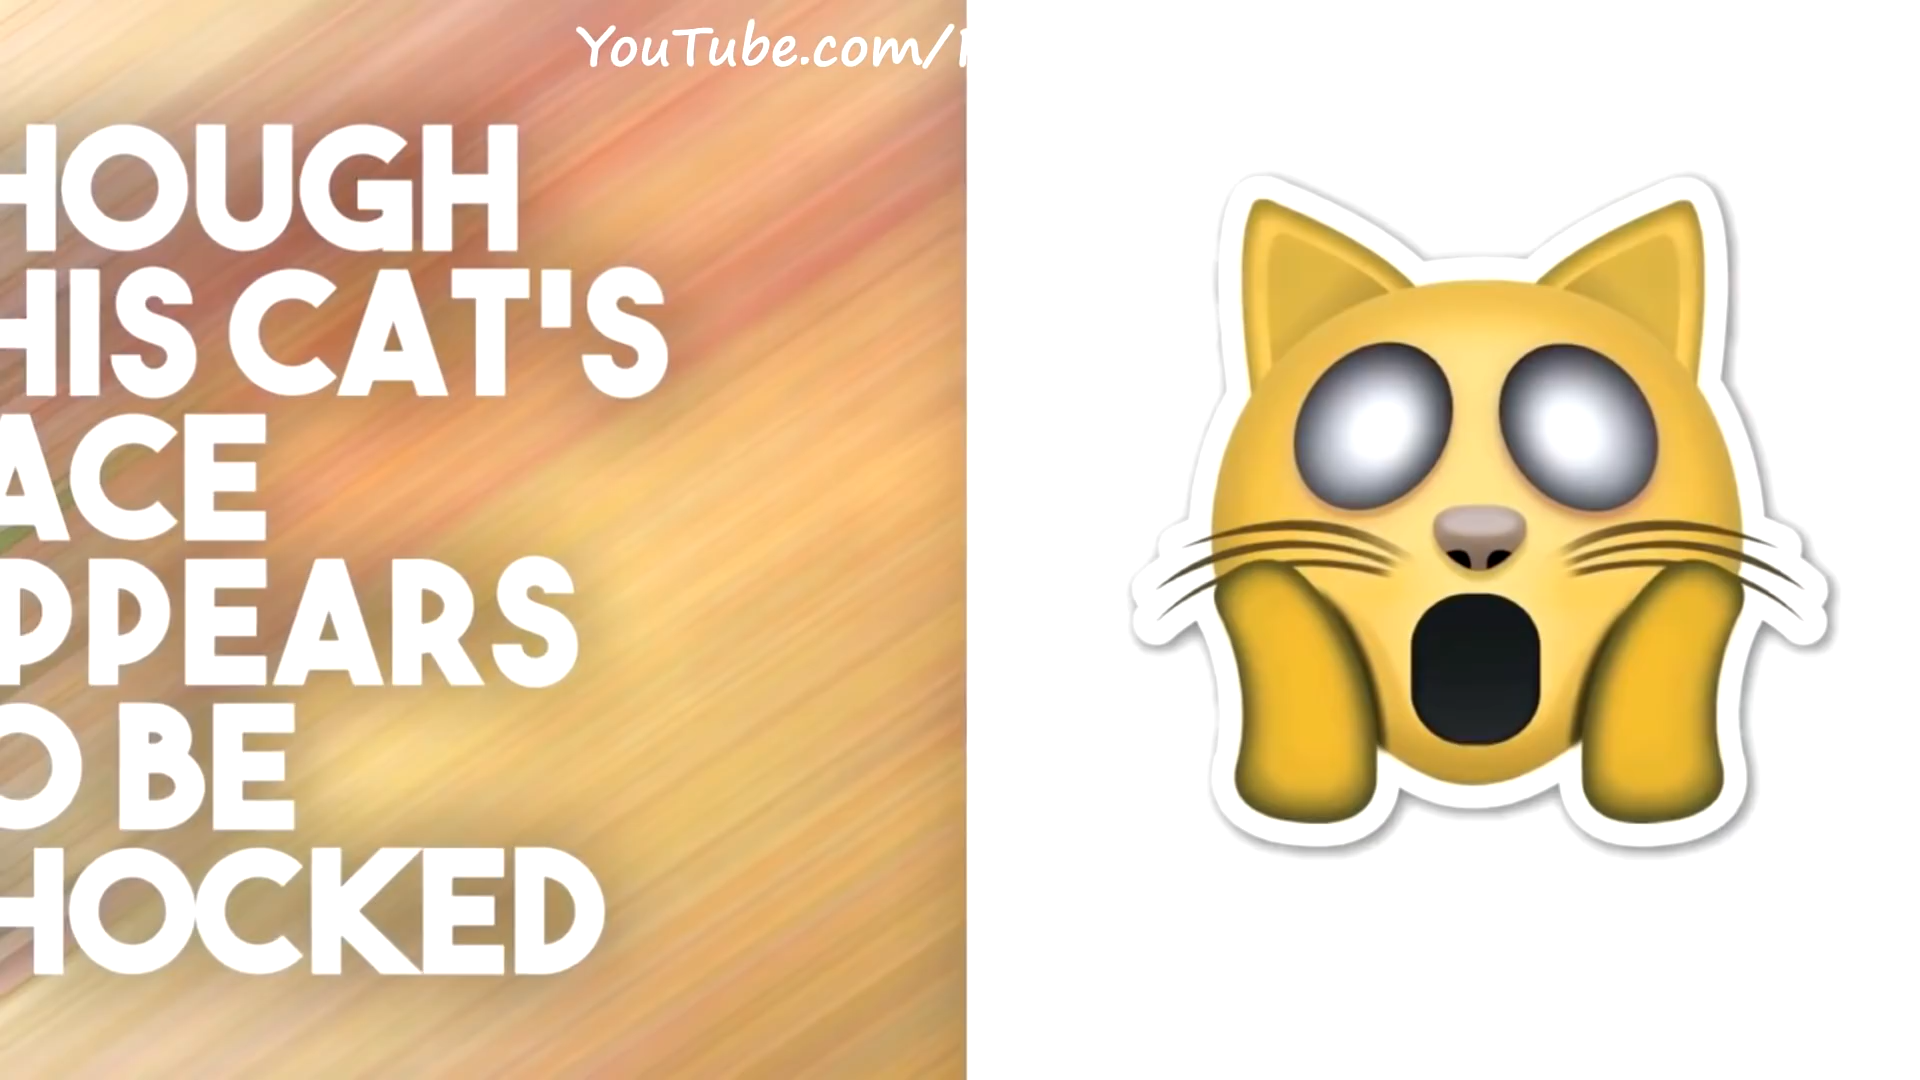 YouTube.com/
HOUGH
HIS CAT'S
ACE
PPEARS
O BE
HOCKED